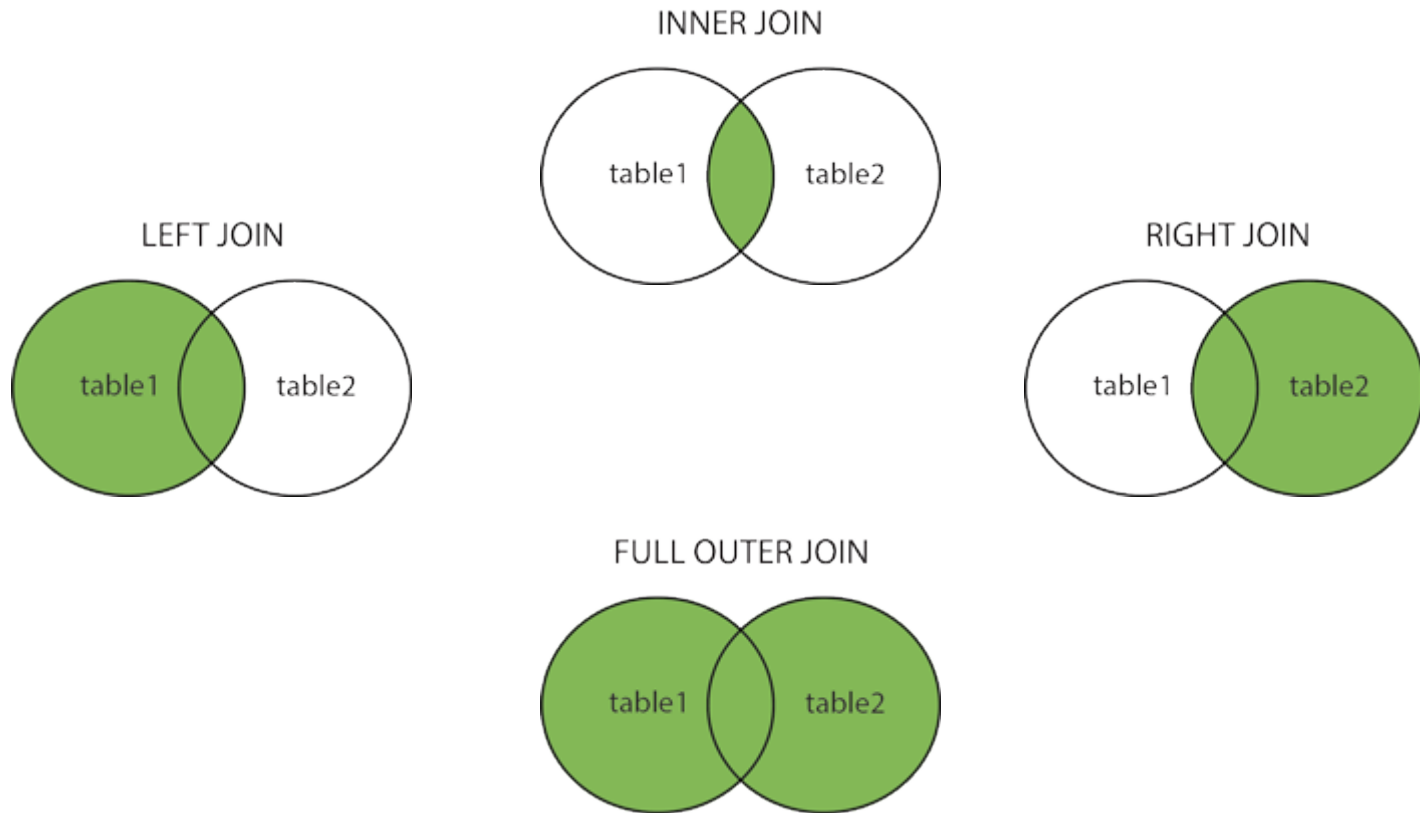 INNER JOIN
table1 table2
LEFT JOIN
table1 table2
RIGHT JOIN
table1 table2
FULL OUTER JOIN
table1 table2